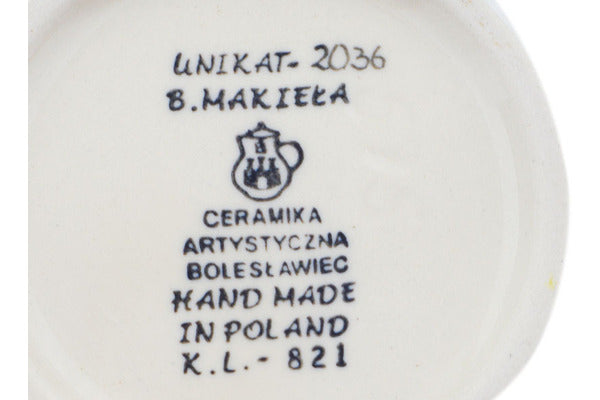 UNIKAT- 2036
B. MAKIEŁA
CERAMIKA
ARTYSTYCZNA
BOLESŁAWIEC
HAND MADE
IN POLAND
K.L.- 821